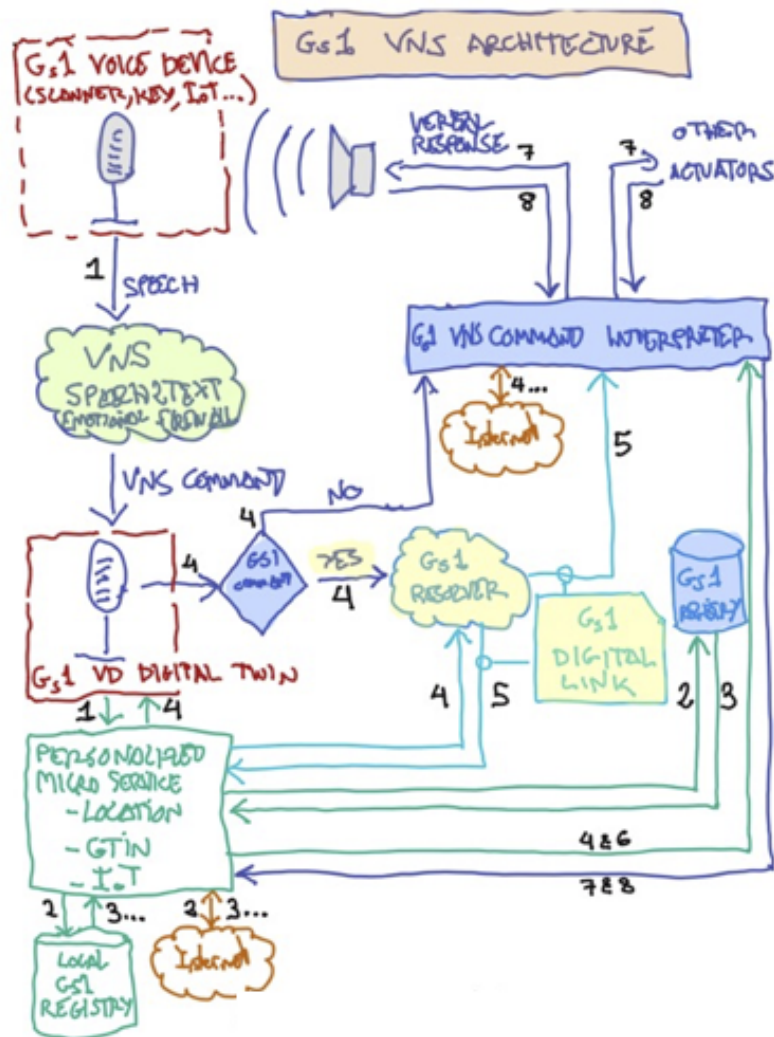 Gs1 VNS ARCHITECTURE
Gs1 VOICE DEVICE
(SCANNER, KEY, IoT...)
VERBAL
RESPONSE
7
8
7
8
OTHER
ACTUATORS
1
SPEECH
VNS
SPEECH2TEXT
EMOTIONAL FIREWALL
Gs1 VNS COMMAND INTERPRETER
4...
Internet
5
VNS COMMAND
NO
4
4
GS1
COMMAND
YES
4
Gs1
RESOLVER
Gs1
DIGITAL
LINK
Gs1
REGISTRY
Gs1 VD DIGITAL TWIN
4
5
2
3
1
4
PERSONALIZED
MICRO SERVICE
- LOCATION
- GTiN
- IoT
4 & 6
7 & 8
2
3...
2
3...
LOCAL
GS1
REGISTRY
Internet